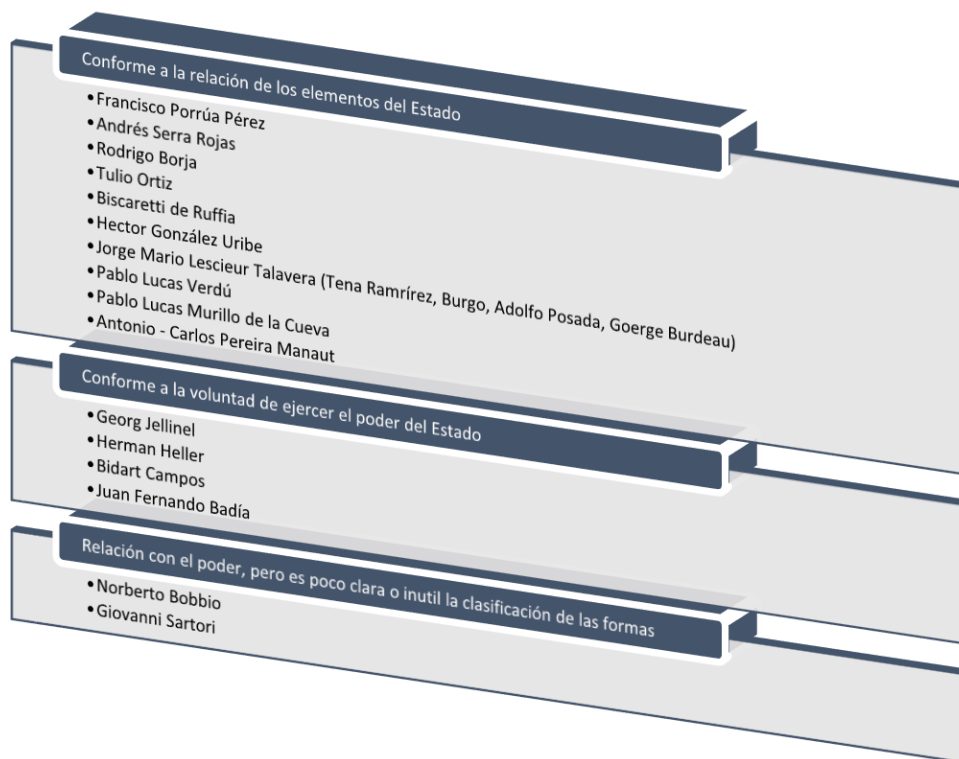 Conforme a la relación de los elementos del Estado
•Francisco Porrúa Pérez
•Andrés Serra Rojas
•Rodrigo Borja
•Tulio Ortiz
•Biscaretti de Ruffia
•Hector González Uribe
•Jorge Mario Lescieur Talavera (Tena Ramrírez, Burgo, Adolfo Posada, Goerge Burdeau)
•Pablo Lucas Verdú
•Pablo Lucas Murillo de la Cueva
•Antonio - Carlos Pereira Manaut
Conforme a la voluntad de ejercer el poder del Estado
•Georg Jellinel
•Herman Heller
•Bidart Campos
•Juan Fernando Badía
Relación con el poder, pero es poco clara o inutil la clasificación de las formas
•Norberto Bobbio
•Giovanni Sartori